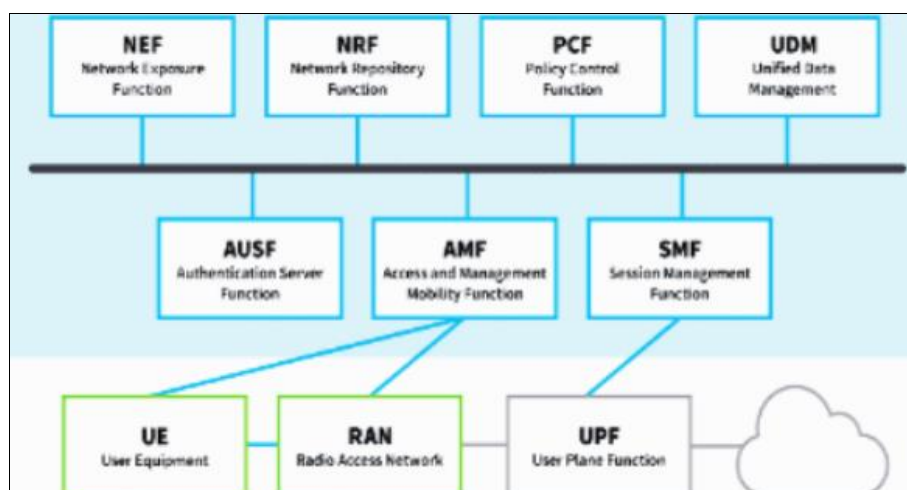 NEF
Network Exposure
Function
NRF
Network Repository
Function
PCF
Policy Control
Function
UDM
Unified Data
Management
AUSF
Authentication Server
Function
AMF
Access and Management
Mobility Function
SMF
Session Management
Function
UE
User Equipment
RAN
Radio Access Network
UPF
User Plane Function